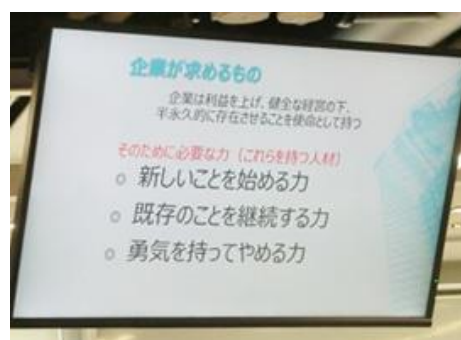 企業が求めるもの
企業は利益を上げ、健全な経営の下、
半永久的に存在させることを使命として持つ
そのために必要な力（これらを持つ人材）
○ 新しいことを始める力
○ 既存のことを継続する力
○ 勇気を持ってやめる力